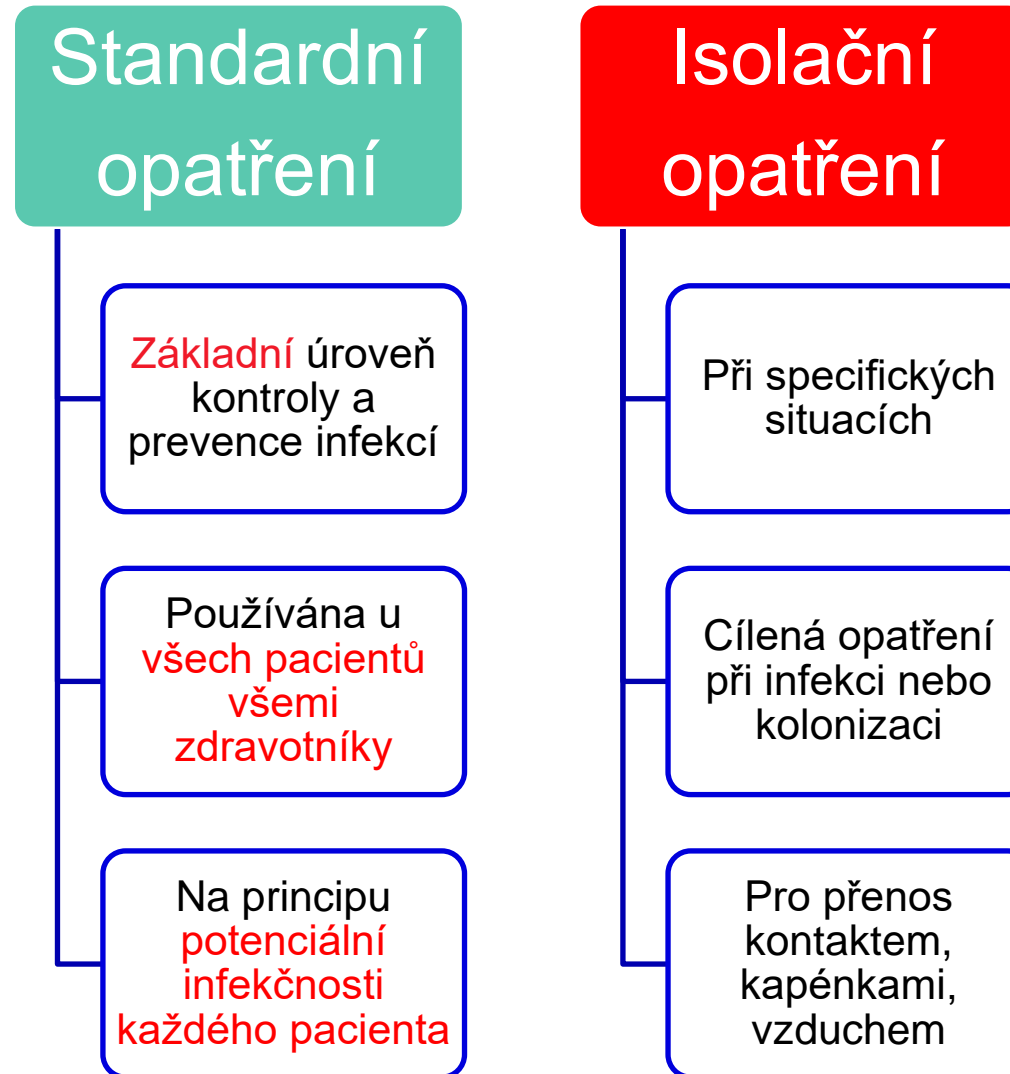 Standardní
opatření
Základní úroveň
kontroly a
prevence infekcí
Používána u
všech pacientů
všemi
zdravotníky
Na principu
potenciální
infekčnosti
každého pacienta
Isolační
opatření
Při specifických
situacích
Cílená opatření
při infekci nebo
kolonizaci
Pro přenos
kontaktem,
kapénkami,
vzduchem